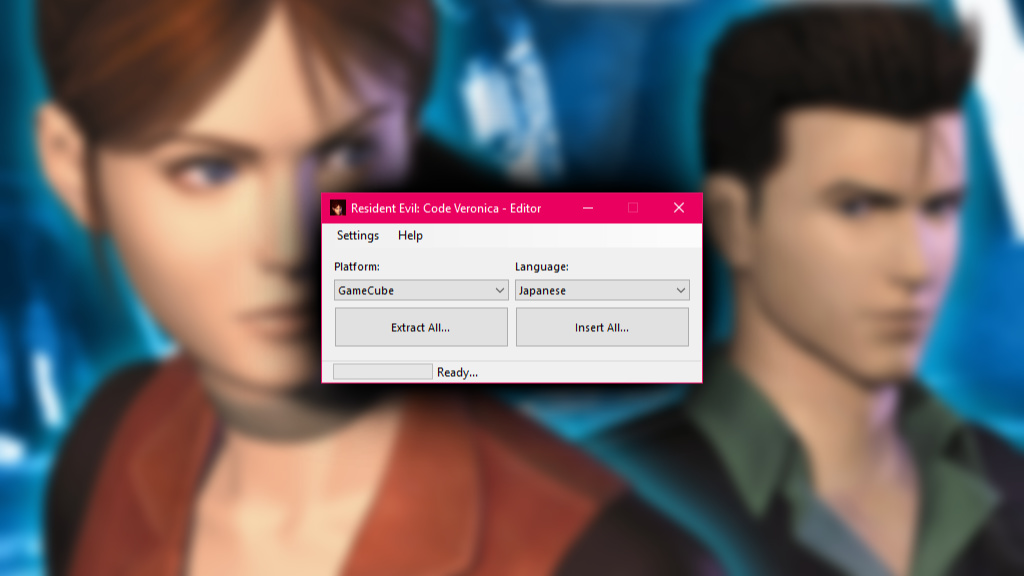 Resident Evil: Code Veronica - Editor
Settings Help
Platform: Language:
GameCube Japanese
Extract All... Insert All...
Ready...